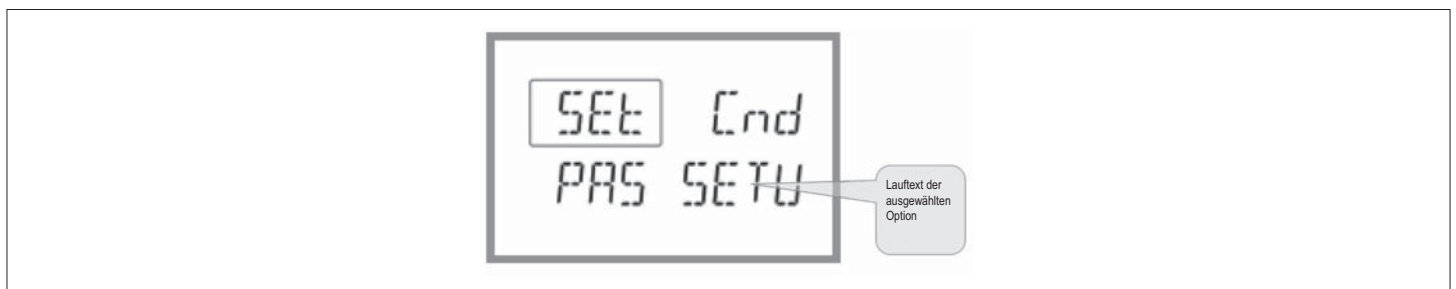 SEt Cnd
PAS SETU
Lauftext der
ausgewählten
Option